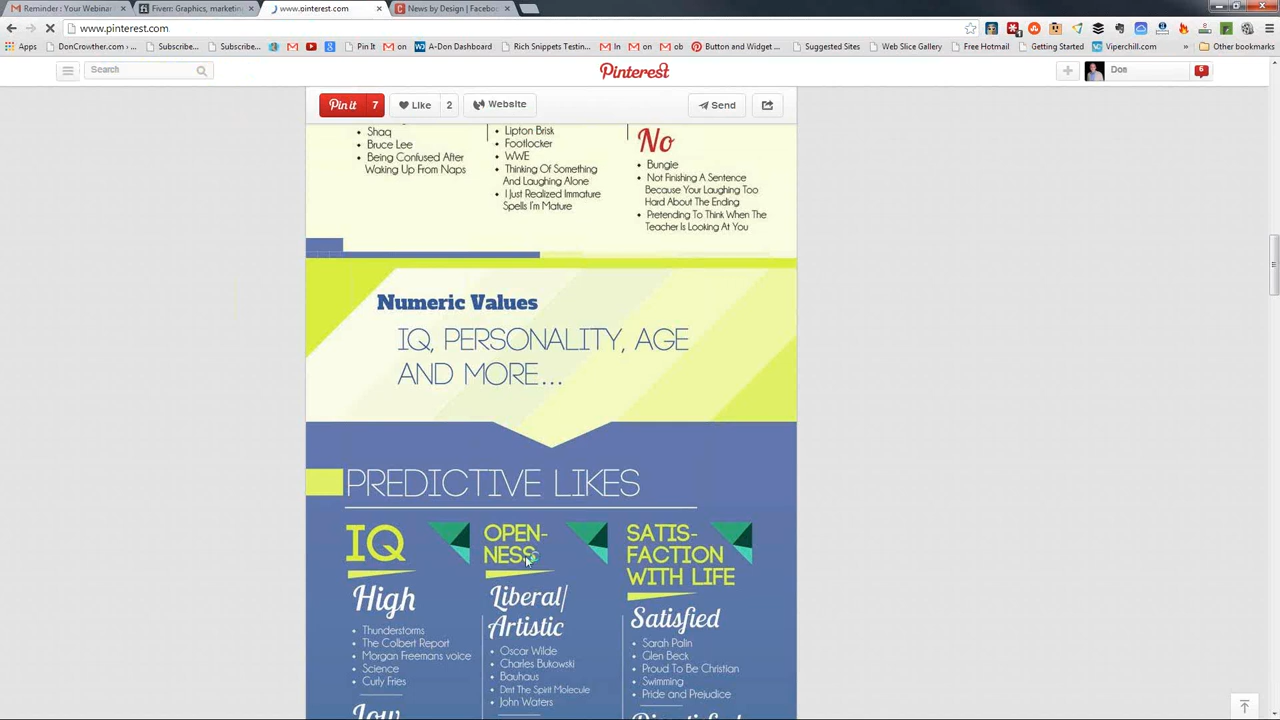 Reminder : Your Webinar
Fiverr: Graphics, marketing
www.pinterest.com
News by Design | Facebo
www.pinterest.com
Apps
DonCrowther.com -
Subscribe...
Subscribe...
Pin It
on
A-Don Dashboard
Rich Snippets Testin...
In
on
ob
Button and Widget ...
Suggested Sites
Web Slice Gallery
Free Hotmail
Getting Started
Viperchill.com
Other bookmarks
Search
Pinterest
Don
6
Pin it 7
Like 2
Website
Send
Shaq
Bruce Lee
Being Confused After
Waking Up From Naps
Lipton Brisk
Footlocker
WWE
Thinking Of Something
And Laughing Alone
I Just Realized Immature
Spells I'm Mature
No
Bungie
Not Finishing A Sentence
Because Your Laughing Too
Hard About The Ending
Pretending To Think When The
Teacher Is Looking At You
Numeric Values
IQ, PERSONALITY, AGE
AND MORE...
PREDICTIVE LIKES
IQ
High
Thunderstorms
The Colbert Report
Morgan Freemans voice
Science
Curly Fries
Low
OPEN-
NESS
Liberal/
Artistic
Oscar Wilde
Charles Bukowski
Bauhaus
Dmt The Spirit Molecule
John Waters
SATIS-
FACTION
WITH LIFE
Satisfied
Sarah Palin
Glen Beck
Proud To Be Christian
Swimming
Pride and Prejudice